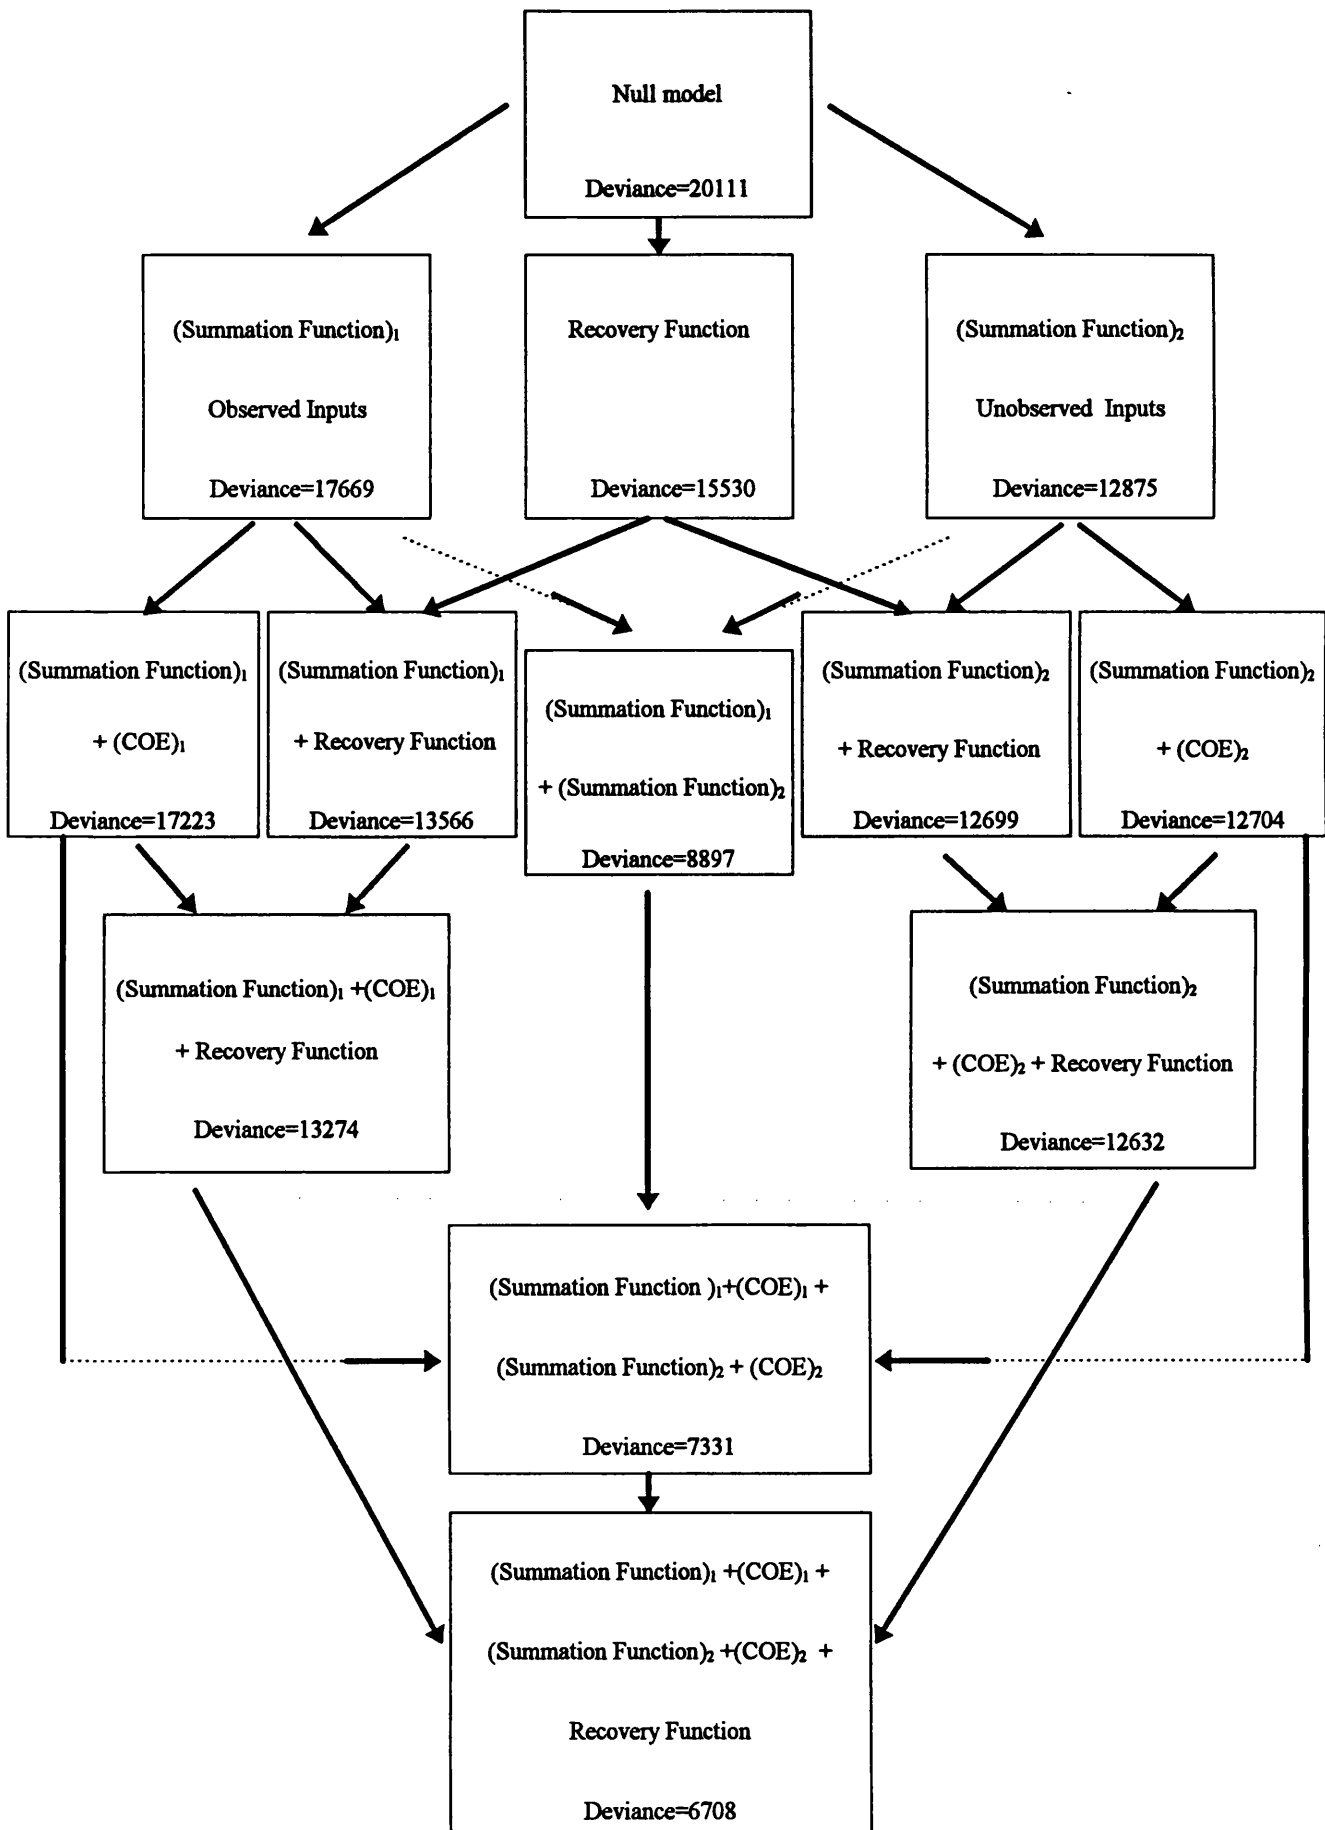 Null model
Deviance=20111
(Summation Function)₁
Observed Inputs
Deviance=17669
Recovery Function
Deviance=15530
(Summation Function)₂
Unobserved Inputs
Deviance=12875
(Summation Function)₁
+ (COE)₁
Deviance=17223
(Summation Function)₁
+ Recovery Function
Deviance=13566
(Summation Function)₁
+ (Summation Function)₂
Deviance=8897
(Summation Function)₂
+ Recovery Function
Deviance=12699
(Summation Function)₂
+ (COE)₂
Deviance=12704
(Summation Function)₁ +(COE)₁
+ Recovery Function
Deviance=13274
(Summation Function)₂
+ (COE)₂ + Recovery Function
Deviance=12632
(Summation Function )₁+(COE)₁ +
(Summation Function)₂ + (COE)₂
Deviance=7331
(Summation Function)₁ +(COE)₁ +
(Summation Function)₂ +(COE)₂ +
Recovery Function
Deviance=6708